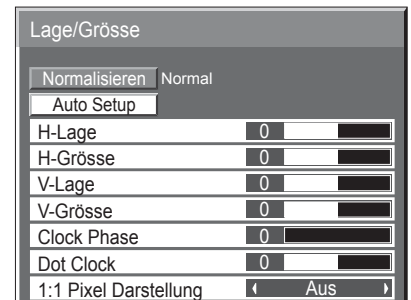 Lage/Grösse
Normalisieren Normal
Auto Setup
H-Lage 0
H-Grösse 0
V-Lage 0
V-Grösse 0
Clock Phase 0
Dot Clock 0
1:1 Pixel Darstellung Aus